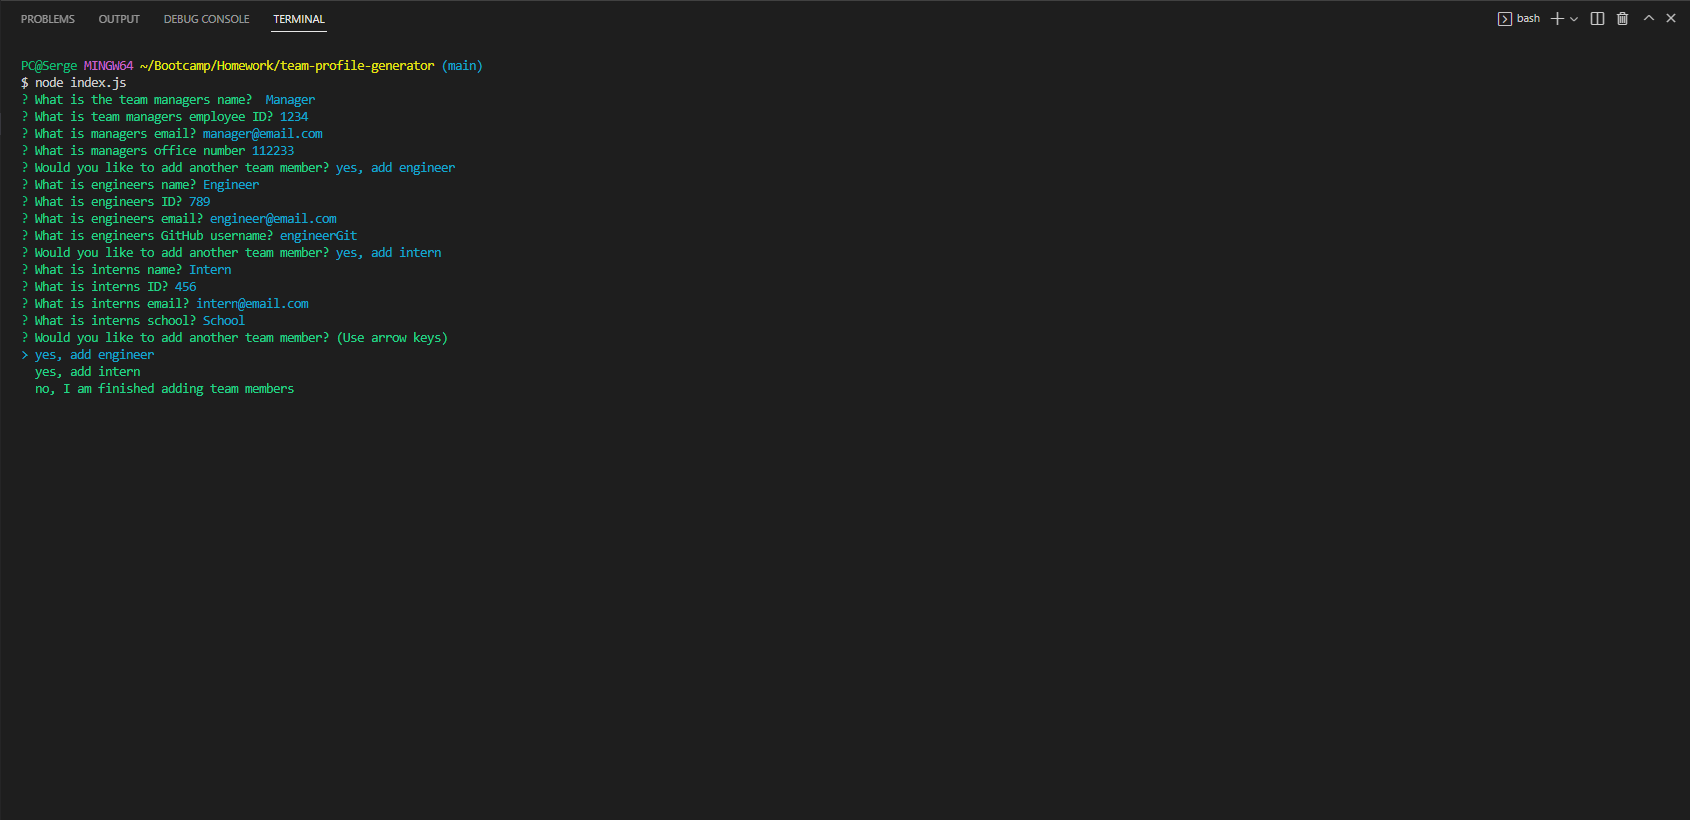 PROBLEMS OUTPUT DEBUG CONSOLE TERMINAL bash
PC@Serge MINGW64 ~/Bootcamp/Homework/team-profile-generator (main)
$ node index.js
? What is the team managers name?  Manager
? What is team managers employee ID? 1234
? What is managers email? manager@email.com
? What is managers office number 112233
? Would you like to add another team member? yes, add engineer
? What is engineers name? Engineer
? What is engineers ID? 789
? What is engineers email? engineer@email.com
? What is engineers GitHub username? engineerGit
? Would you like to add another team member? yes, add intern
? What is interns name? Intern
? What is interns ID? 456
? What is interns email? intern@email.com
? What is interns school? School
? Would you like to add another team member? (Use arrow keys)
> yes, add engineer
  yes, add intern
  no, I am finished adding team members